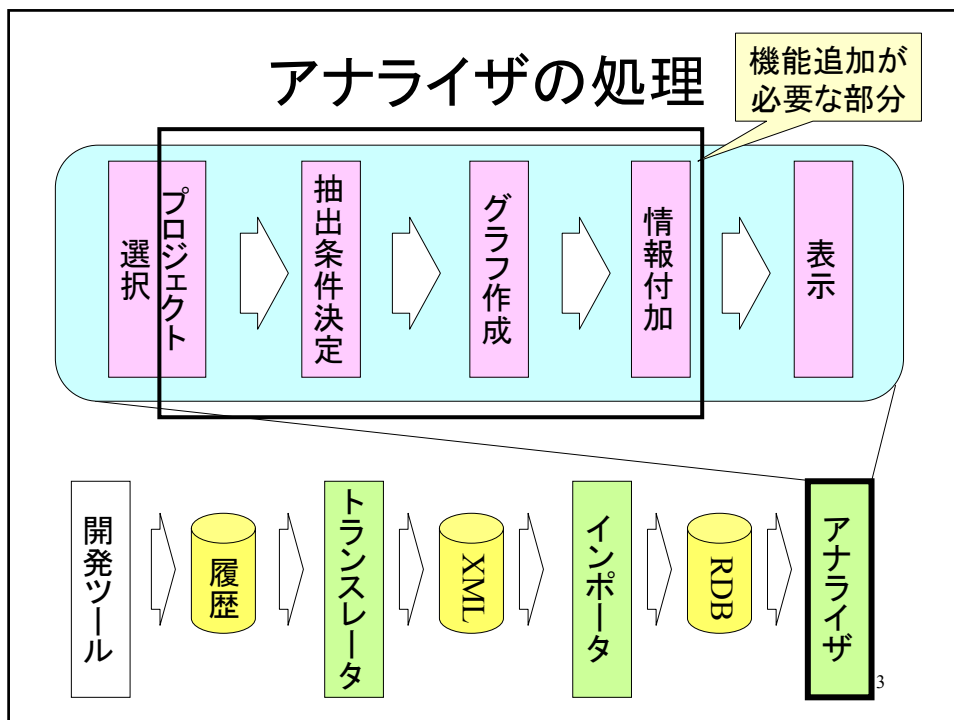 アナライザの処理
機能追加が
必要な部分
プロジェクト
選択
抽出条件決定
グラフ作成
情報付加
表示
開発ツール
履歴
トランスレータ
XML
インポータ
RDB
アナライザ
3